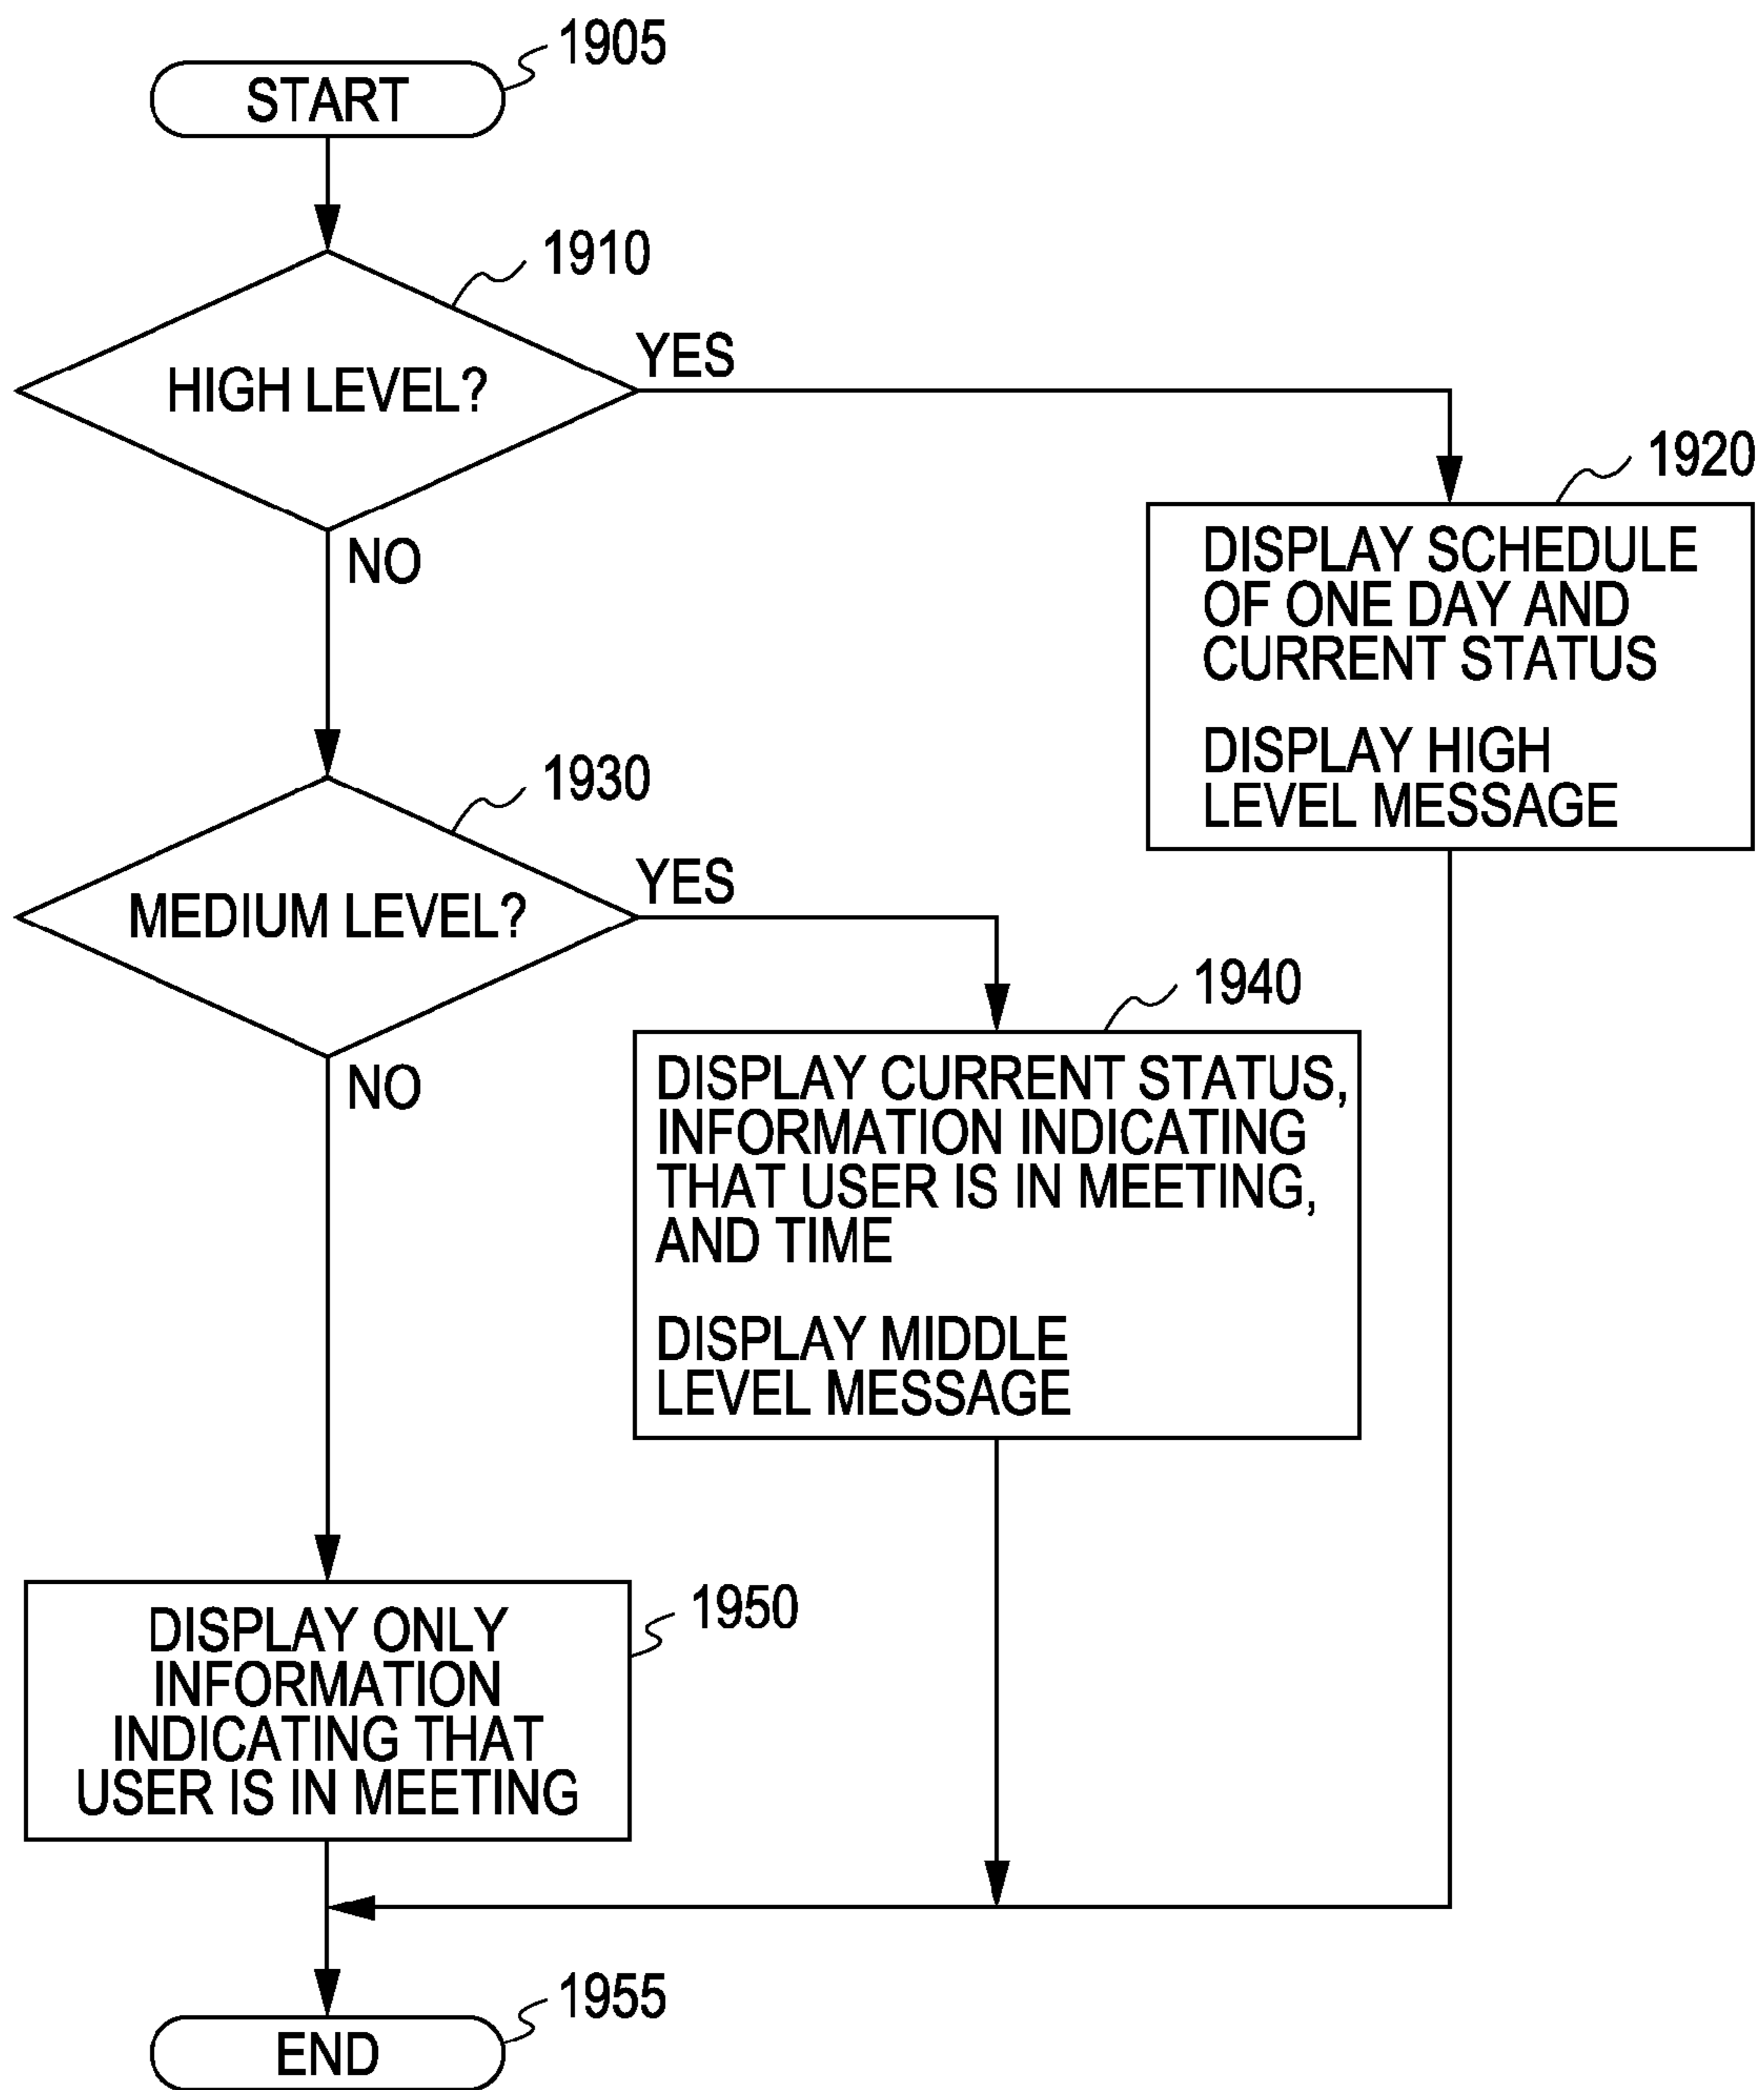 1905
START
1910
HIGH LEVEL?
YES
NO
1920
DISPLAY SCHEDULE
OF ONE DAY AND
CURRENT STATUS
DISPLAY HIGH
LEVEL MESSAGE
1930
MEDIUM LEVEL?
YES
NO
1940
DISPLAY CURRENT STATUS,
INFORMATION INDICATING
THAT USER IS IN MEETING,
AND TIME
DISPLAY MIDDLE
LEVEL MESSAGE
1950
DISPLAY ONLY
INFORMATION
INDICATING THAT
USER IS IN MEETING
1955
END